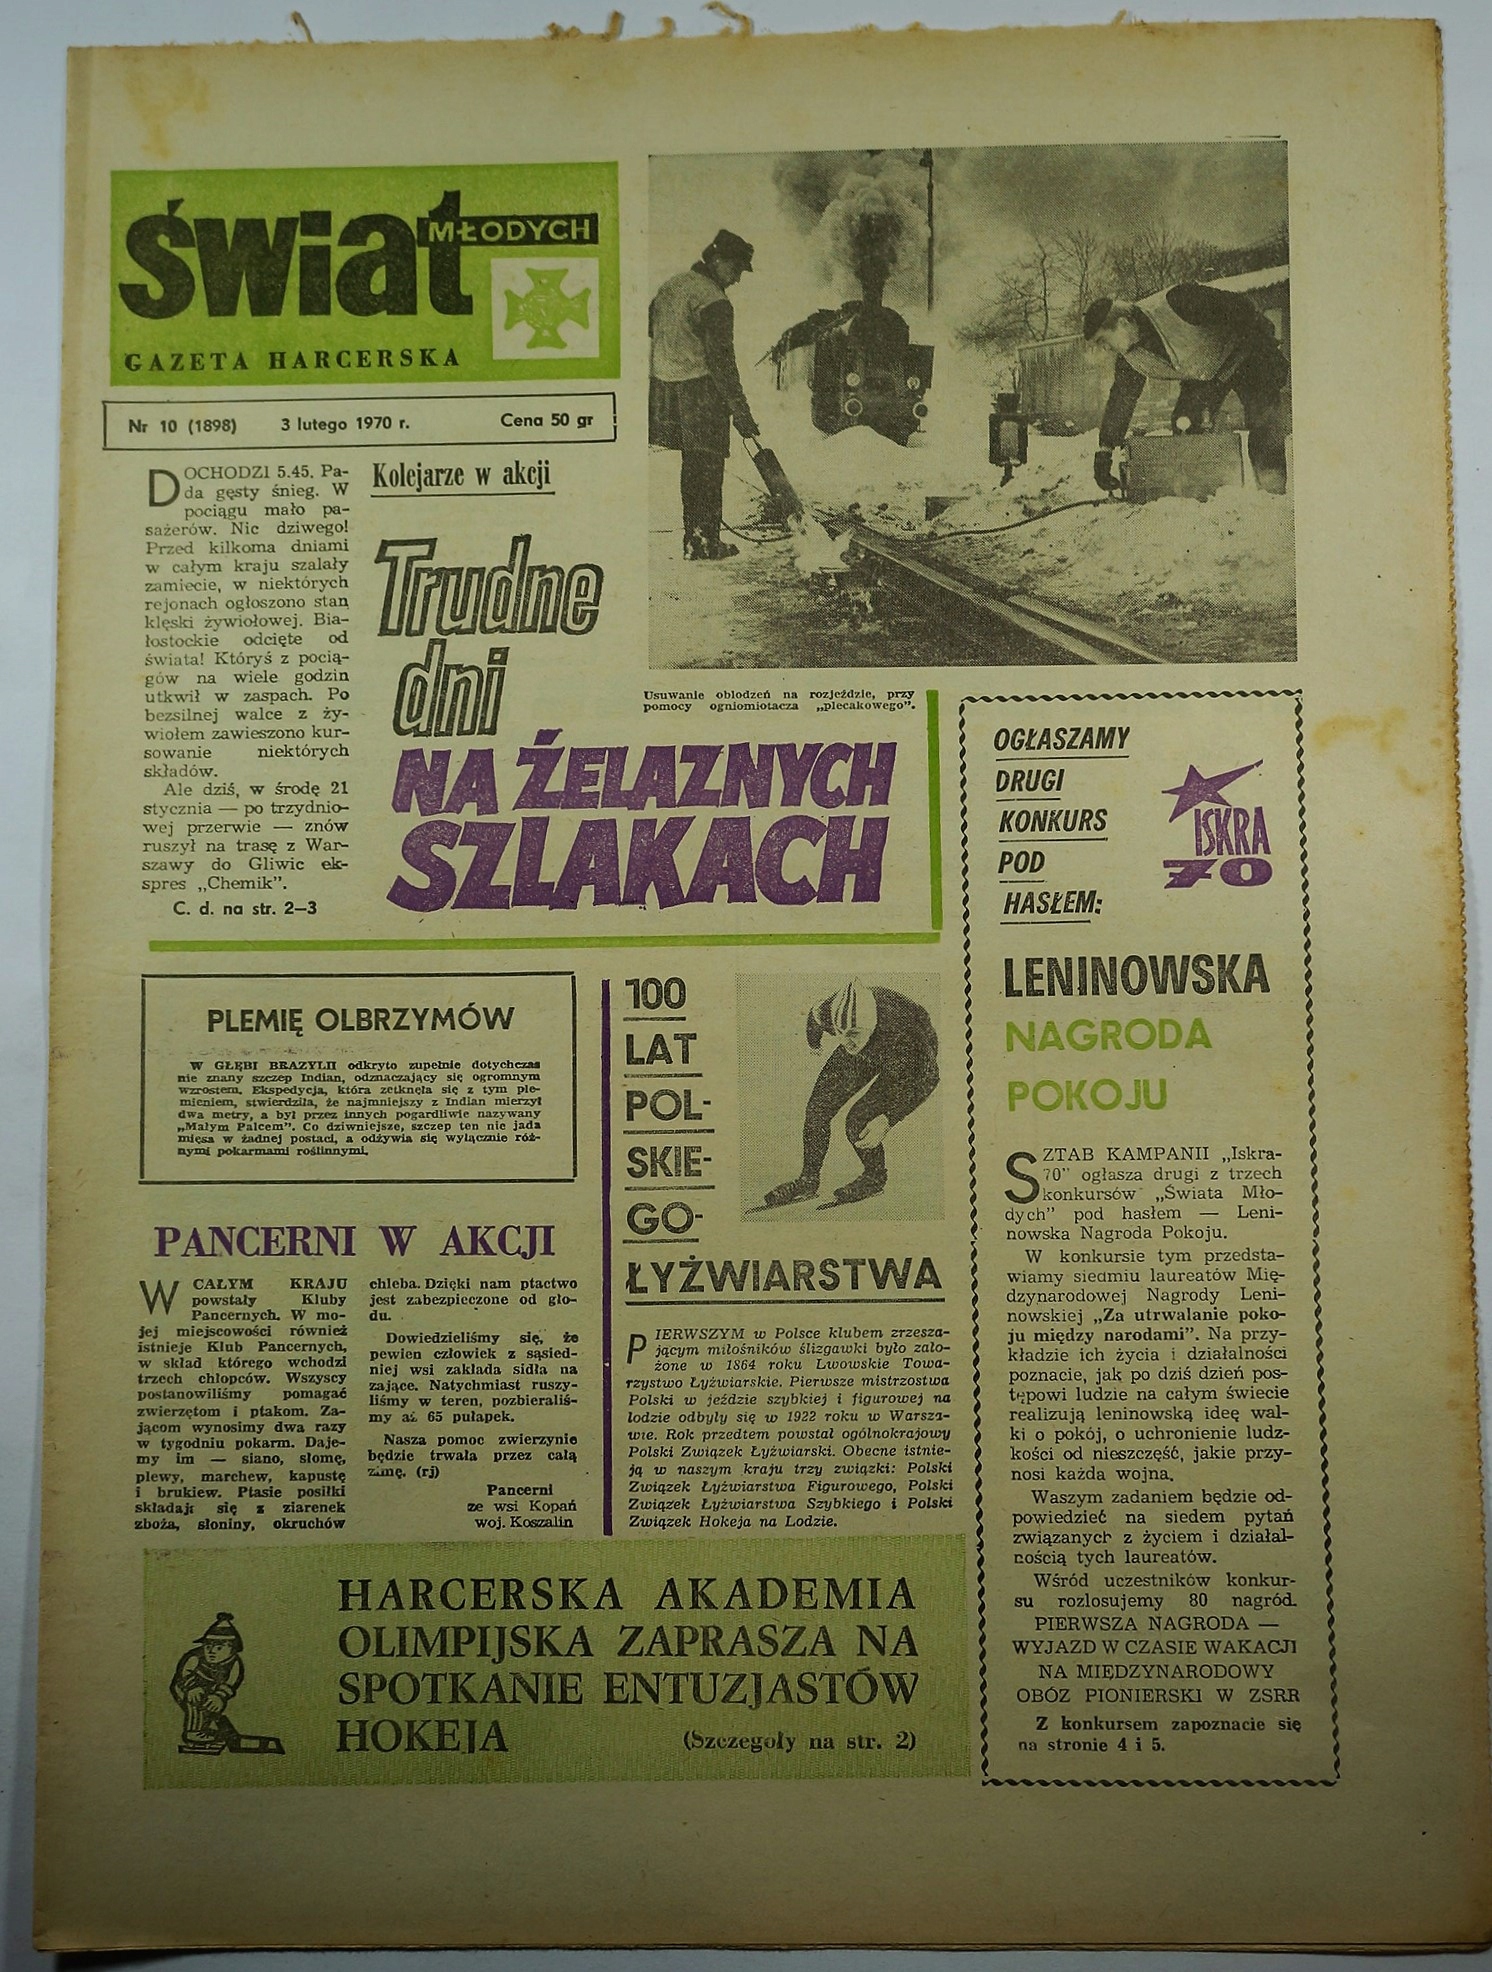 Świat
MŁODYCH
GAZETA HARCERSKA
Nr 10 (1898) 3 lutego 1970 r. Cena 50 gr
DOCHODZI 5.45. Pa-
da gęsty śnieg. W
pociągu mało pa-
sażerów. Nic dziwego!
Przed kilkoma dniami
w całym kraju szalały
zamiecie, w niektórych
rejonach ogłoszono stan
klęski żywiołowej. Bia-
łostockie odcięte od
świata! Któryś z pocią-
gów na wiele godzin
utkwił w zaspach. Po
bezsilnej walce z ży-
wiołem zawieszono kur-
sowanie niektórych
składów.
Ale dziś, w środę 21
stycznia — po trzydnio-
wej przerwie — znów
ruszył na trasę z War-
szawy do Gliwic ek-
spres „Chemik”.
C. d. na str. 2–3
Kolejarze w akcji
Trudne
dni
NA ŻELAZNYCH
SZLAKACH
Usuwanie oblodzeń na rozjeździe, przy
pomocy ogniomiotacza „plecakowego”.
OGŁASZAMY
DRUGI
KONKURS
POD
HASŁEM:
ISKRA
70
LENINOWSKA
NAGRODA
POKOJU
SZTAB KAMPANII „Iskra-
70” ogłasza drugi z trzech
konkursów „Świata Mło-
dych” pod hasłem — Leni-
nowska Nagroda Pokoju.
W konkursie tym przedsta-
wiamy siedmiu laureatów Mię-
dzynarodowej Nagrody Leni-
nowskiej „Za utrwalanie poko-
ju między narodami”. Na przy-
kładzie ich życia i działalności
poznacie, jak po dziś dzień pos-
tępowi ludzie na całym świecie
realizują leninowską ideę wal-
ki o pokój, o uchronienie ludz-
kości od nieszczęść, jakie przy-
nosi każda wojna.
Waszym zadaniem będzie od-
powiedzieć na siedem pytań
związanych z życiem i działal-
nością tych laureatów.
Wśród uczestników konkur-
su rozlosujemy 80 nagród.
PIERWSZA NAGRODA —
WYJAZD W CZASIE WAKACJI
NA MIĘDZYNARODOWY
OBÓZ PIONIERSKI W ZSRR
Z konkursem zapoznacie się
na stronie 4 i 5.
PLEMIĘ OLBRZYMÓW
W GŁĘBI BRAZYLII odkryto zupełnie dotychczas
nie znany szczep Indian, odznaczający się ogromnym
wzrostem. Ekspedycja, która zetknęła się z tym ple-
mieniem, stwierdziła, że najmniejszy z Indian mierzył
dwa metry, a był przez innych pogardliwie nazywany
„Małym Palcem”. Co dziwniejsze, szczep ten nie jada
mięsa w żadnej postaci, a odżywia się wyłącznie róż-
nymi pokarmami roślinnymi.
PANCERNI W AKCJI
W CAŁYM KRAJU
powstały Kluby
Pancernych. W mo-
jej miejscowości również
istnieje Klub Pancernych,
w skład którego wchodzi
trzech chłopców. Wszyscy
postanowiliśmy pomagać
zwierzętom i ptakom. Za-
jącom wynosimy dwa razy
w tygodniu pokarm. Daje-
my im — siano, słomę,
plewy, marchew, kapustę
i brukiew. Ptasie posiłki
składają się z ziarenek
zboża, słoniny, okruchów
chleba. Dzięki nam ptactwo
jest zabezpieczone od gło-
du.
Dowiedzieliśmy się, że
pewien człowiek z sąsied-
niej wsi zakłada sidła na
zające. Natychmiast ruszy-
liśmy w teren, pozbieraliś-
my aż 65 pułapek.
Nasza pomoc zwierzynie
będzie trwała przez całą
zimę. (rj)
Pancerni
ze wsi Kopań
woj. Koszalin
100
LAT
POL-
SKIE-
GO-
ŁYŻWIARSTWA
PIERWSZYM w Polsce klubem zrzesza-
jącym miłośników ślizgawki było zało-
żone w 1864 roku Lwowskie Towa-
rzystwo Łyżwiarskie. Pierwsze mistrzostwa
Polski w jeździe szybkiej i figurowej na
lodzie odbyły się w 1922 roku w Warsza-
wie. Rok przedtem powstał ogólnokrajowy
Polski Związek Łyżwiarski. Obecne istnie-
ją w naszym kraju trzy związki: Polski
Związek Łyżwiarstwa Figurowego, Polski
Związek Łyżwiarstwa Szybkiego i Polski
Związek Hokeja na Lodzie.
HARCERSKA AKADEMIA
OLIMPIJSKA ZAPRASZA NA
SPOTKANIE ENTUZJASTÓW
HOKEJA (Szczegóły na str. 2)